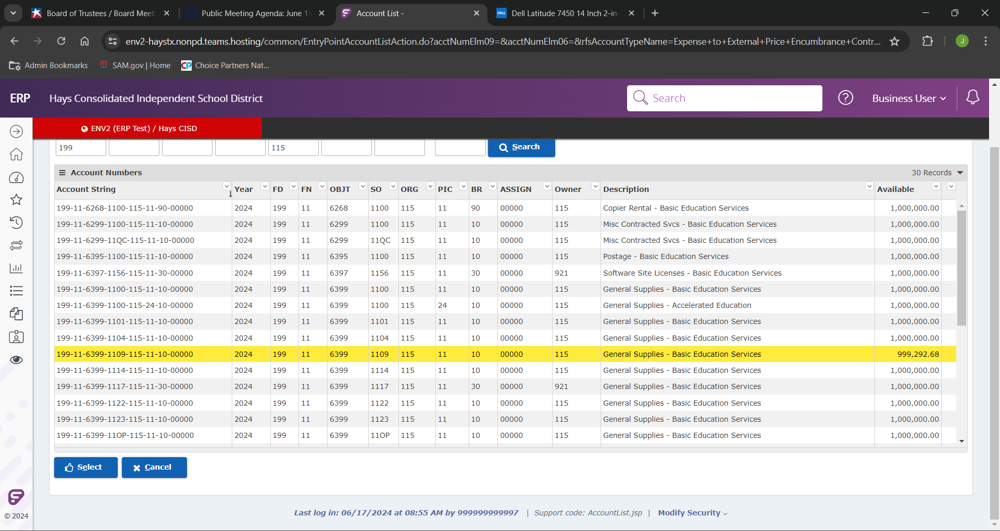 Board of Trustees / Board Meeti
Public Meeting Agenda: June 17
Account List -
DELL Dell Latitude 7450 14 Inch 2-in-
env2-haystx.nonpd.teams.hosting/common/EntryPointAccountListAction.do?acctNumElm09=&acctNumElm06=&rfsAccountTypeName=Expense+to+External+Price+Encumbrance+Contr...
J
Admin Bookmarks
SAM.gov | Home
CP Choice Partners Nat...
ERP Hays Consolidated Independent School District
Search
Business User
ENV2 (ERP Test) / Hays CISD
199 115 Search
Account Numbers 30 Records
Account String Year FD FN OBJT SO ORG PIC BR ASSIGN Owner Description Available
199-11-6268-1100-115-11-90-00000 2024 199 11 6268 1100 115 11 90 00000 115 Copier Rental - Basic Education Services 1,000,000.00
199-11-6299-1100-115-11-10-00000 2024 199 11 6299 1100 115 11 10 00000 115 Misc Contracted Svcs - Basic Education Services 1,000,000.00
199-11-6299-11QC-115-11-10-00000 2024 199 11 6299 11QC 115 11 10 00000 115 Misc Contracted Svcs - Basic Education Services 1,000,000.00
199-11-6395-1100-115-11-10-00000 2024 199 11 6395 1100 115 11 10 00000 115 Postage - Basic Education Services 1,000,000.00
199-11-6397-1156-115-11-30-00000 2024 199 11 6397 1156 115 11 30 00000 921 Software Site Licenses - Basic Education Services 1,000,000.00
199-11-6399-1100-115-11-10-00000 2024 199 11 6399 1100 115 11 10 00000 115 General Supplies - Basic Education Services 1,000,000.00
199-11-6399-1100-115-24-10-00000 2024 199 11 6399 1100 115 24 10 00000 115 General Supplies - Accelerated Education 1,000,000.00
199-11-6399-1101-115-11-10-00000 2024 199 11 6399 1101 115 11 10 00000 115 General Supplies - Basic Education Services 1,000,000.00
199-11-6399-1104-115-11-10-00000 2024 199 11 6399 1104 115 11 10 00000 115 General Supplies - Basic Education Services 1,000,000.00
199-11-6399-1109-115-11-10-00000 2024 199 11 6399 1109 115 11 10 00000 115 General Supplies - Basic Education Services 999,292.68
199-11-6399-1114-115-11-10-00000 2024 199 11 6399 1114 115 11 10 00000 115 General Supplies - Basic Education Services 1,000,000.00
199-11-6399-1117-115-11-30-00000 2024 199 11 6399 1117 115 11 30 00000 921 General Supplies - Basic Education Services 1,000,000.00
199-11-6399-1122-115-11-10-00000 2024 199 11 6399 1122 115 11 10 00000 115 General Supplies - Basic Education Services 1,000,000.00
199-11-6399-1123-115-11-10-00000 2024 199 11 6399 1123 115 11 10 00000 115 General Supplies - Basic Education Services 1,000,000.00
199-11-6399-11OP-115-11-10-00000 2024 199 11 6399 11OP 115 11 10 00000 115 General Supplies - Basic Education Services 1,000,000.00
Select Cancel
Last log in: 06/17/2024 at 08:55 AM by 999999999997 | Support code: AccountList.jsp | Modify Security
© 2024